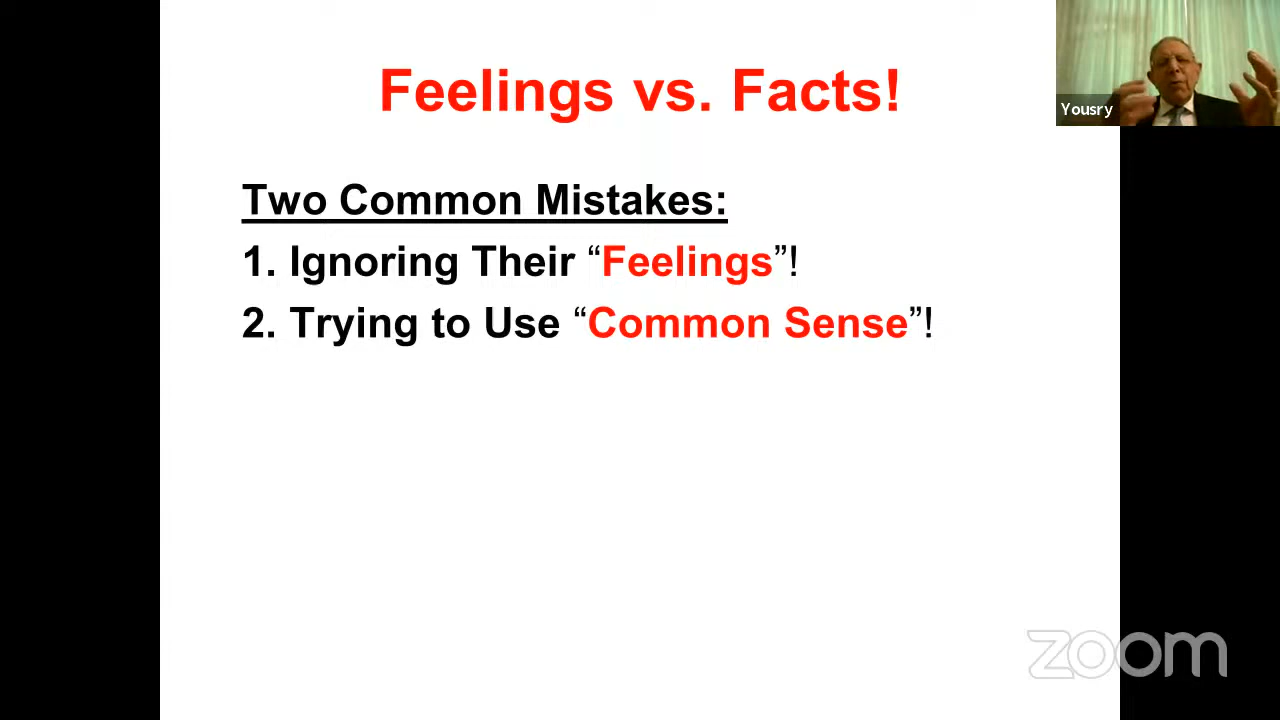 Feelings vs. Facts!
Yousry
Two Common Mistakes:
1. Ignoring Their “Feelings”!
2. Trying to Use “Common Sense”!
zoom